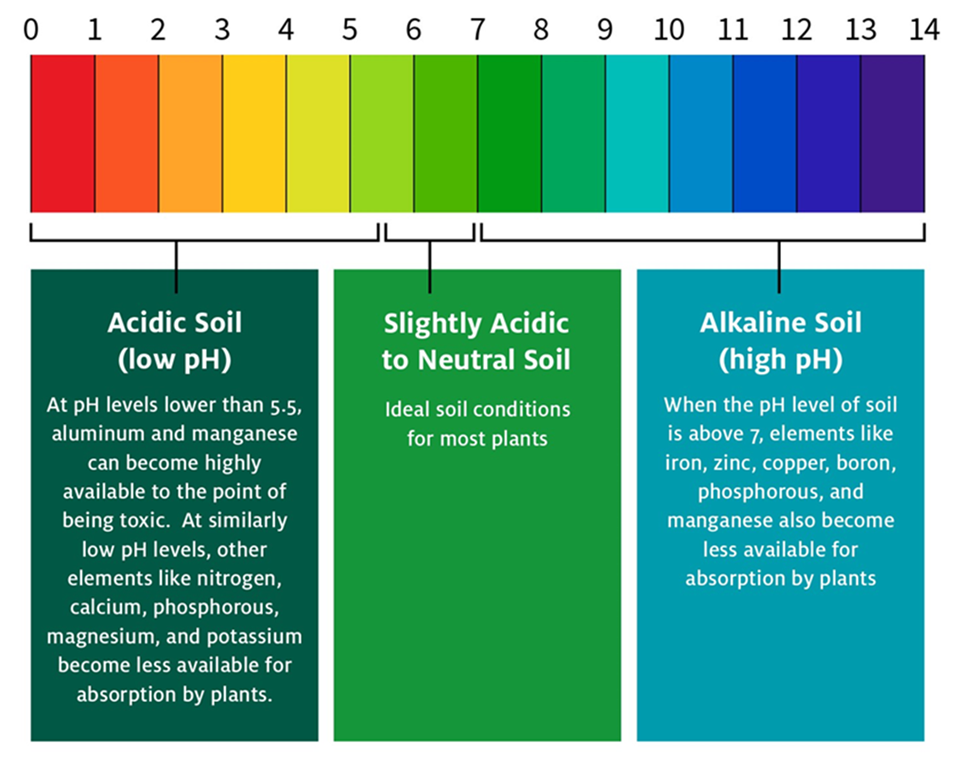 0 1 2 3 4 5 6 7 8 9 10 11 12 13 14
Acidic Soil
(low pH)
At pH levels lower than 5.5,
aluminum and manganese
can become highly
available to the point of
being toxic.  At similarly
low pH levels, other
elements like nitrogen,
calcium, phosphorous,
magnesium, and potassium
become less available for
absorption by plants.
Slightly Acidic
to Neutral Soil
Ideal soil conditions
for most plants
Alkaline Soil
(high pH)
When the pH level of soil
is above 7, elements like
iron, zinc, copper, boron,
phosphorous, and
manganese also become
less available for
absorption by plants